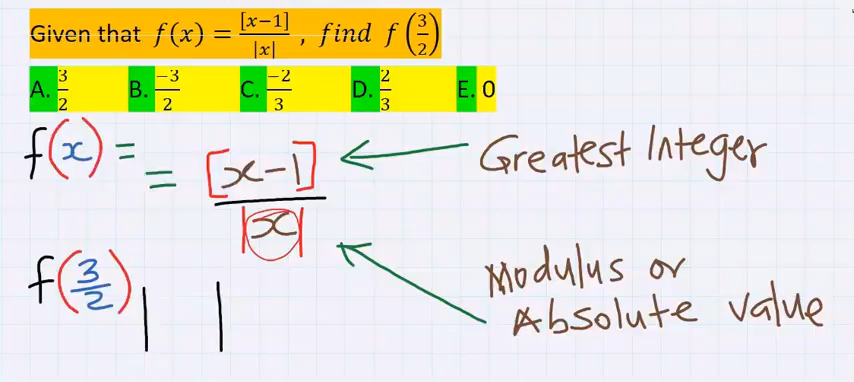 Given that f(x) = [x−1]/|x| , find f(3/2)
A. 3/2 B. −3/2 C. −2/3 D. 2/3 E. 0
f(x) =
= [x−1]/|x| Greatest Integer
f(3/2) | | Modulus or
Absolute value